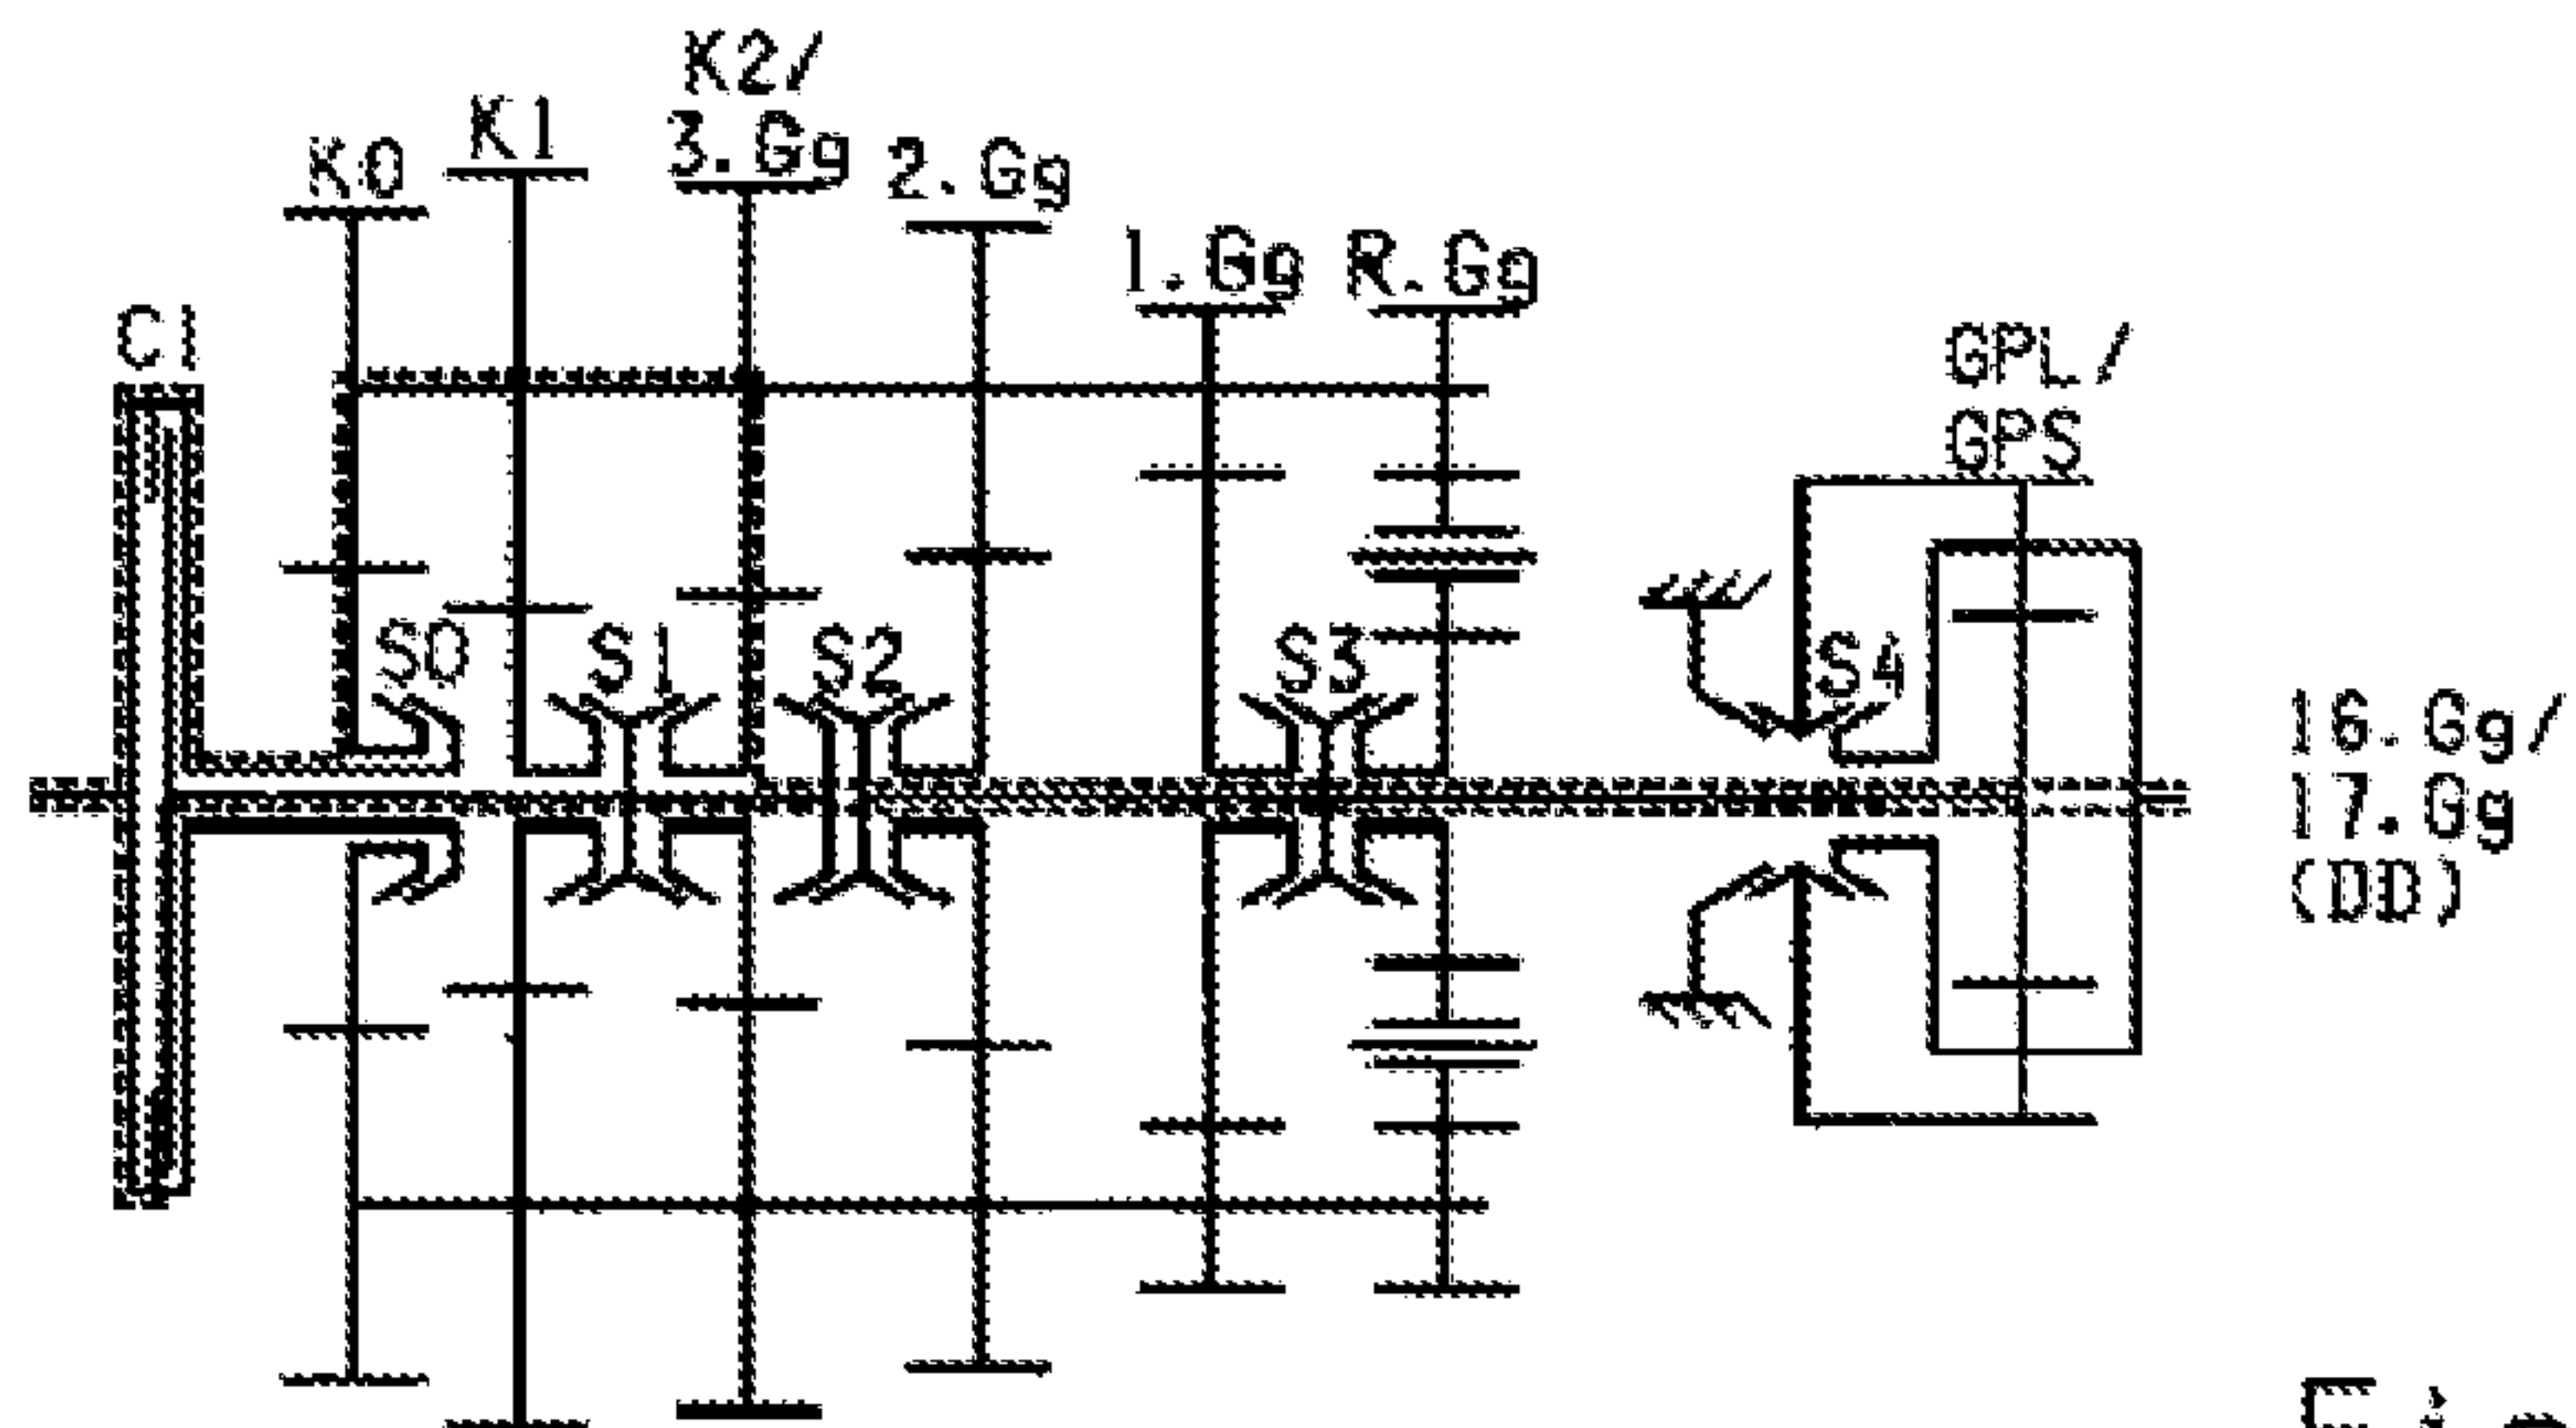 K2/
K0 K1 3.Gg 2.Gg
1.Gg R.Gg
C1
GPL/
GPS
S0 S1 S2 S3 S4
16.Gg/
17.Gg
(DD)